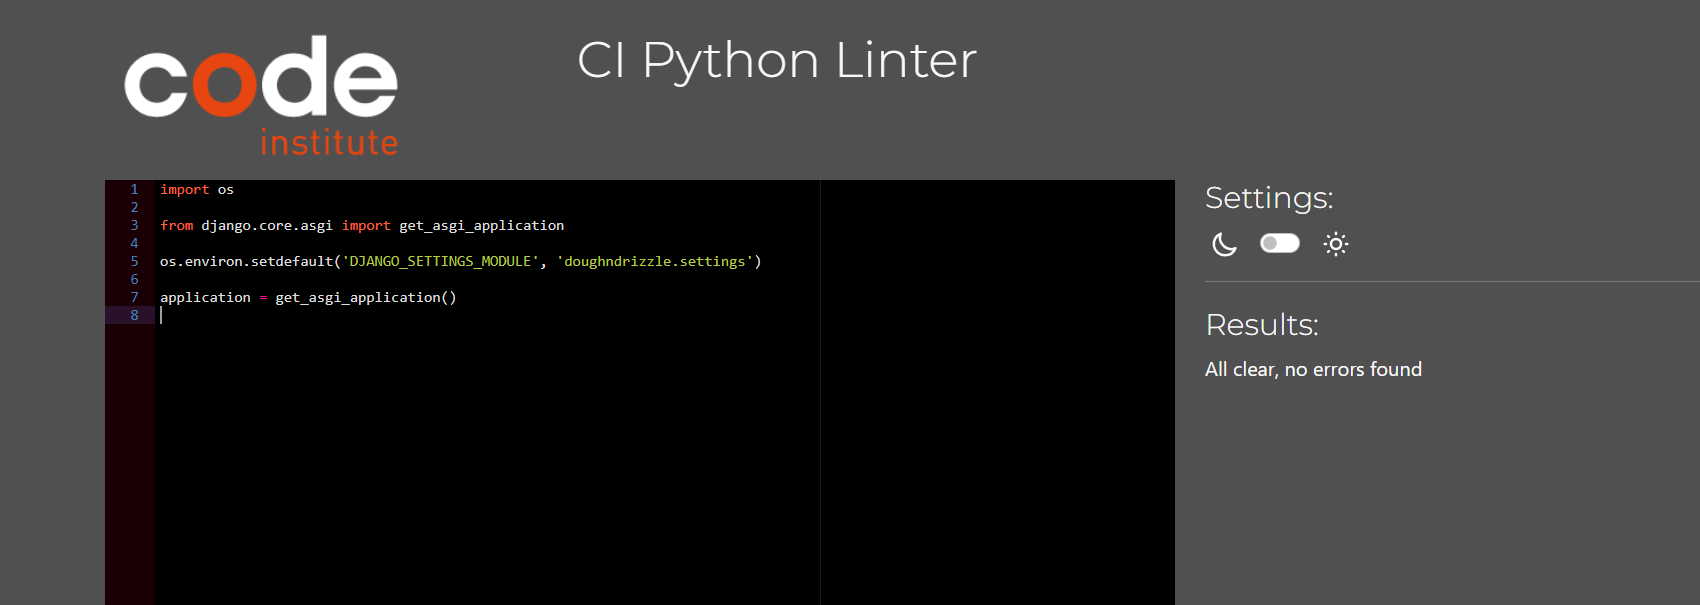 code
institute
CI Python Linter
1 import os
2
3 from django.core.asgi import get_asgi_application
4
5 os.environ.setdefault('DJANGO_SETTINGS_MODULE', 'doughndrizzle.settings')
6
7 application = get_asgi_application()
8
Settings:
Results:
All clear, no errors found